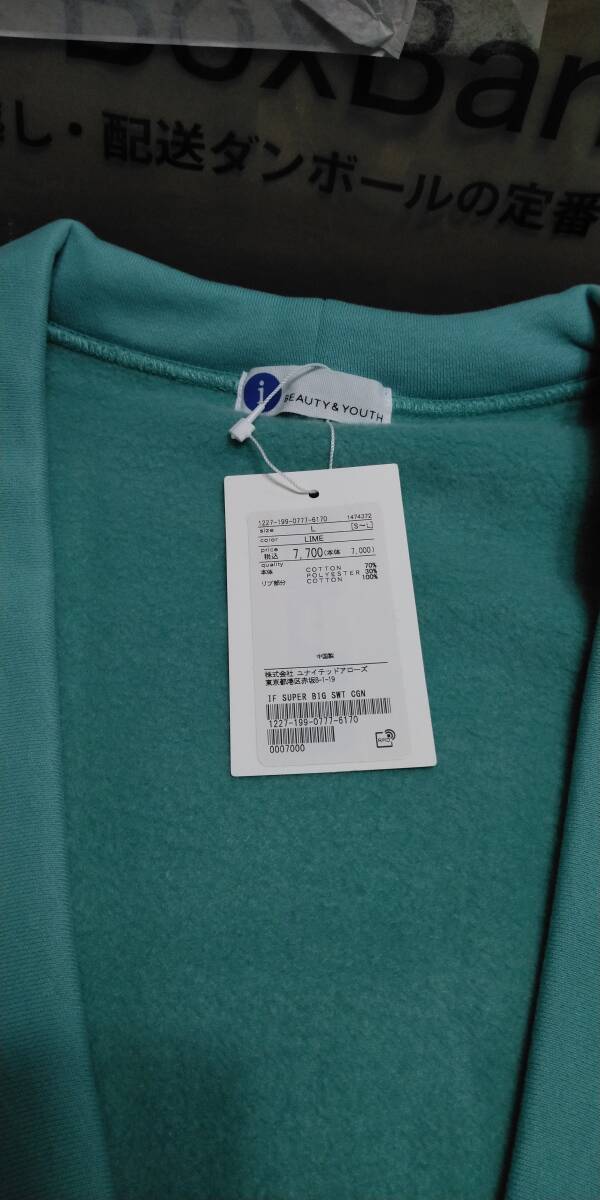 BoxBan
し・配送ダンボールの定番
i BEAUTY & YOUTH
1227-199-0777-6170 1474372
size L [S~L]
color LIME
price 税込 7,700(本体 7,000)
quality
本体 COTTON 70%
POLYESTER 30%
リブ部分 COTTON 100%
中国製
株式会社 ユナイテッドアローズ
東京都港区赤坂8-1-19
IF SUPER BIG SWT CGN
1227-199-0777-6170
0007000
RFID